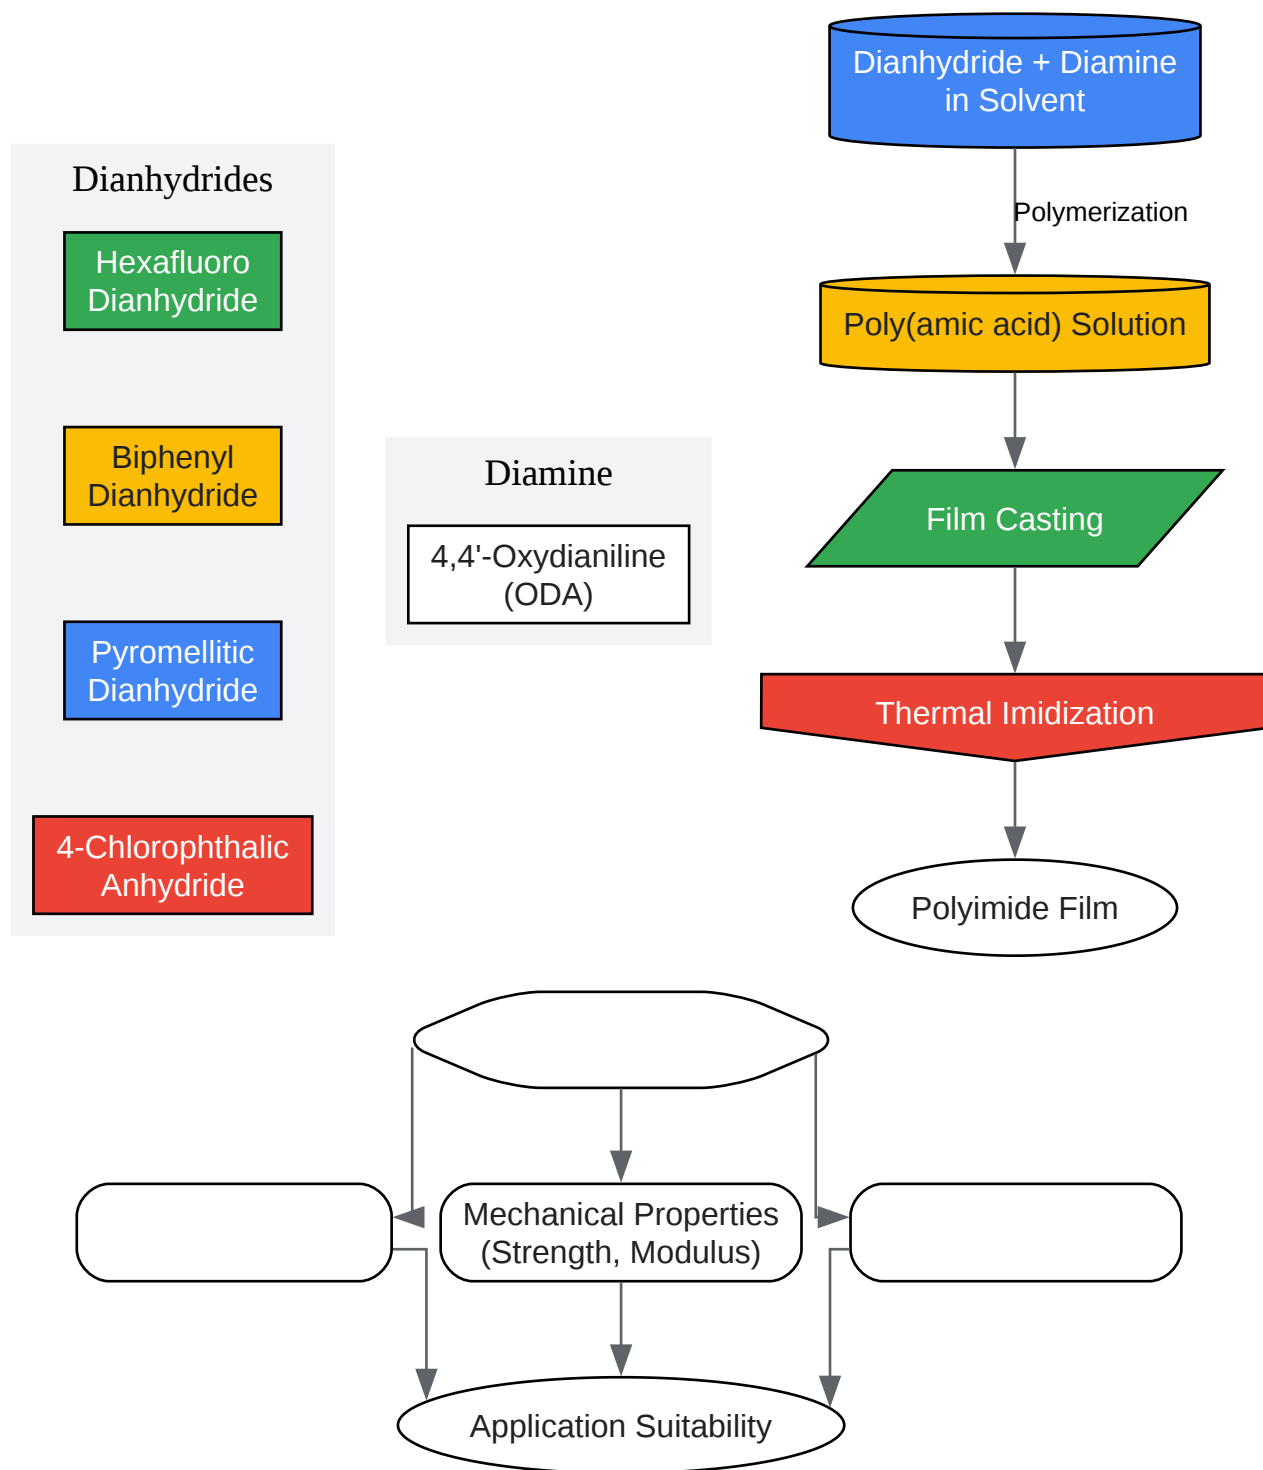 Dianhydrides
Hexafluoro
Dianhydride
Biphenyl
Dianhydride
Pyromellitic
Dianhydride
4-Chlorophthalic
Anhydride
Diamine
4,4'-Oxydianiline
(ODA)
Dianhydride + Diamine
in Solvent
Polymerization
Poly(amic acid) Solution
Film Casting
Thermal Imidization
Polyimide Film
Mechanical Properties
(Strength, Modulus)
Application Suitability